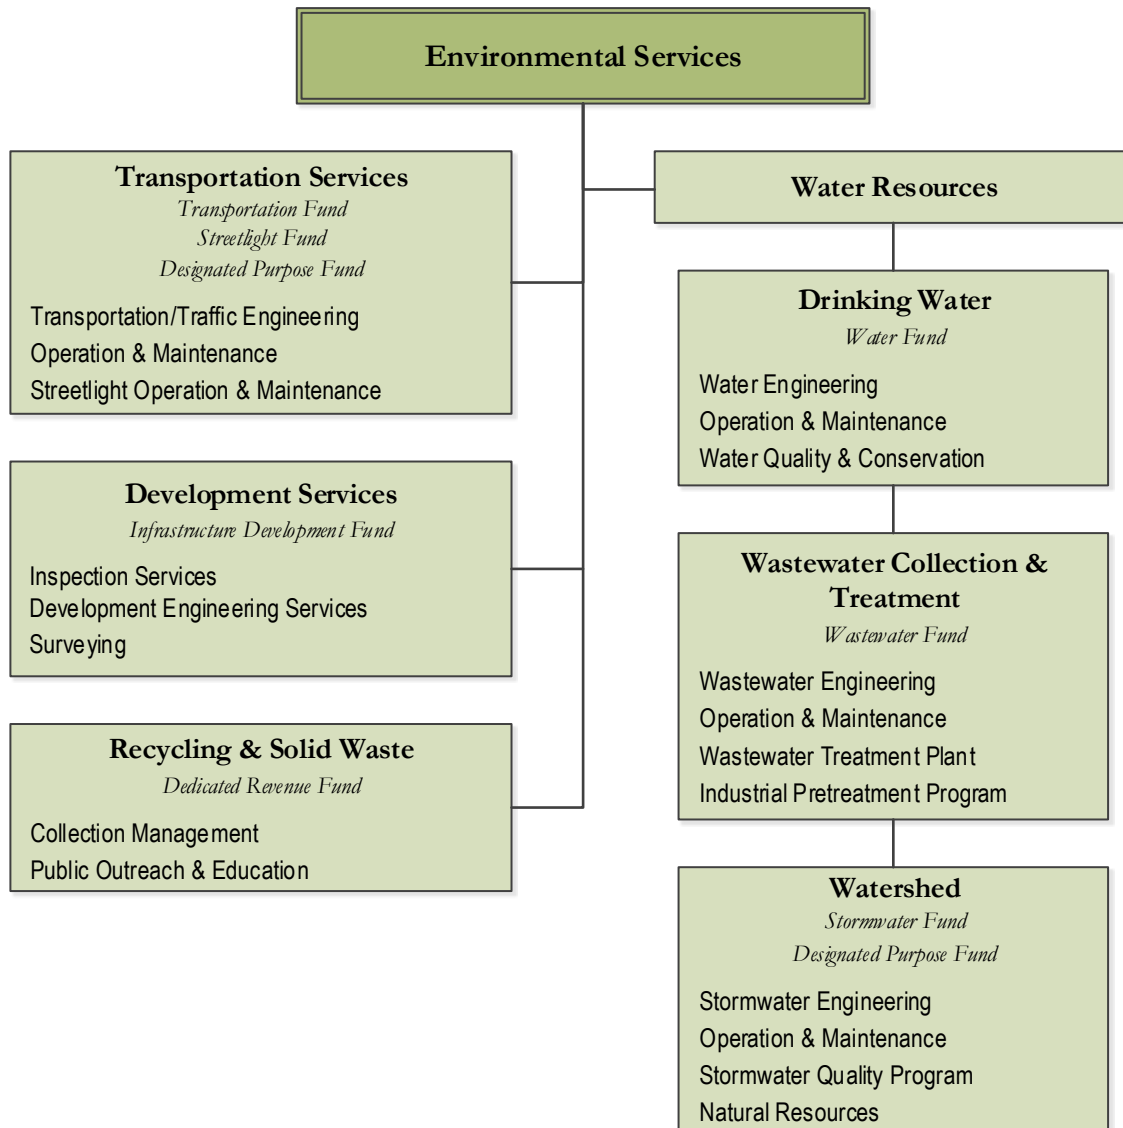 Environmental Services
Transportation Services
Transportation Fund
Streetlight Fund
Designated Purpose Fund
Transportation/Traffic Engineering
Operation & Maintenance
Streetlight Operation & Maintenance
Development Services
Infrastructure Development Fund
Inspection Services
Development Engineering Services
Surveying
Recycling & Solid Waste
Dedicated Revenue Fund
Collection Management
Public Outreach & Education
Water Resources
Drinking Water
Water Fund
Water Engineering
Operation & Maintenance
Water Quality & Conservation
Wastewater Collection &
Treatment
Wastewater Fund
Wastewater Engineering
Operation & Maintenance
Wastewater Treatment Plant
Industrial Pretreatment Program
Watershed
Stormwater Fund
Designated Purpose Fund
Stormwater Engineering
Operation & Maintenance
Stormwater Quality Program
Natural Resources